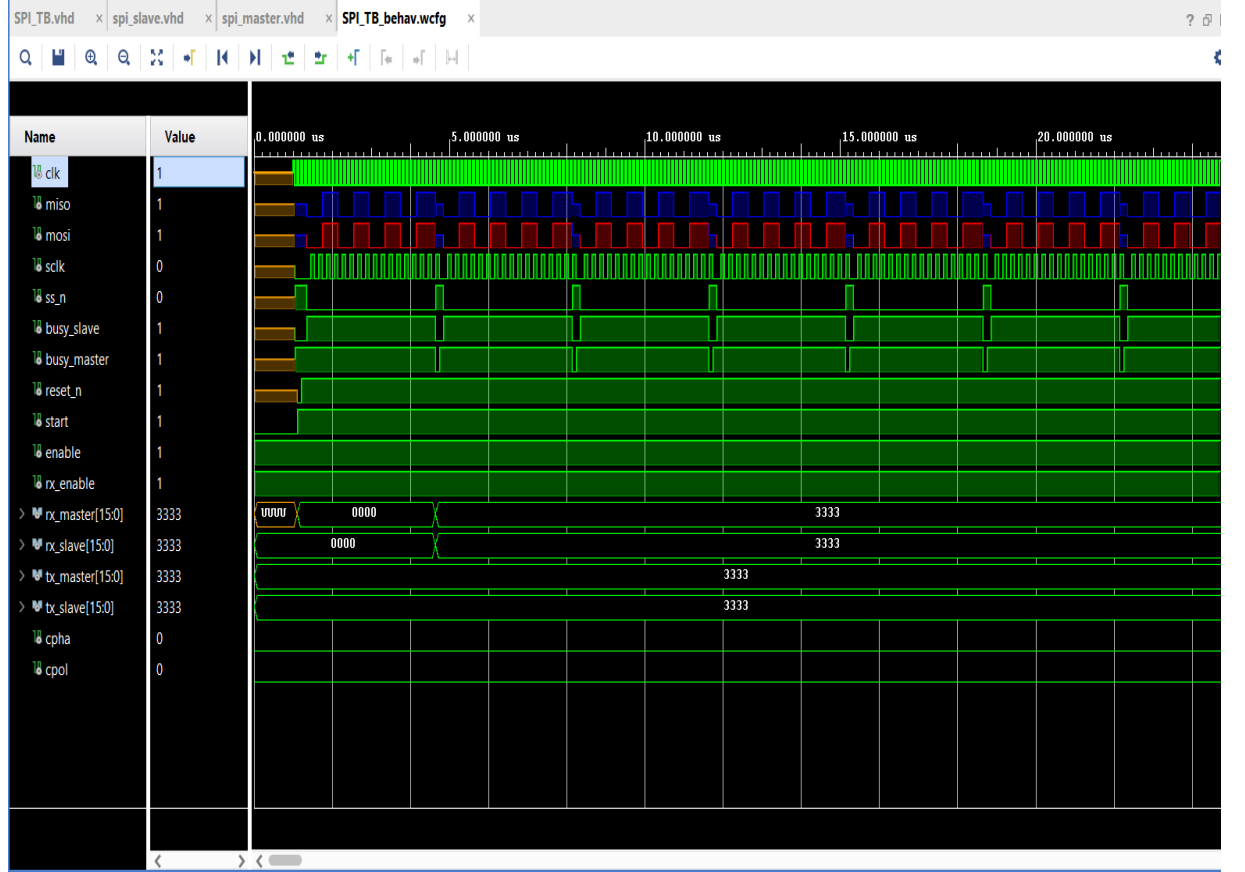 SPI_TB.vhd × spi_slave.vhd × spi_master.vhd × SPI_TB_behav.wcfg ×
?
Name Value
0.000000 us 5.000000 us 10.000000 us 15.000000 us 20.000000 us
clk 1
miso 1
mosi 1
sclk 0
ss_n 0
busy_slave 1
busy_master 1
reset_n 1
start 1
enable 1
rx_enable 1
rx_master[15:0] 3333 UUUU 0000 3333
rx_slave[15:0] 3333 0000 3333
tx_master[15:0] 3333 3333
tx_slave[15:0] 3333 3333
cpha 0
cpol 0